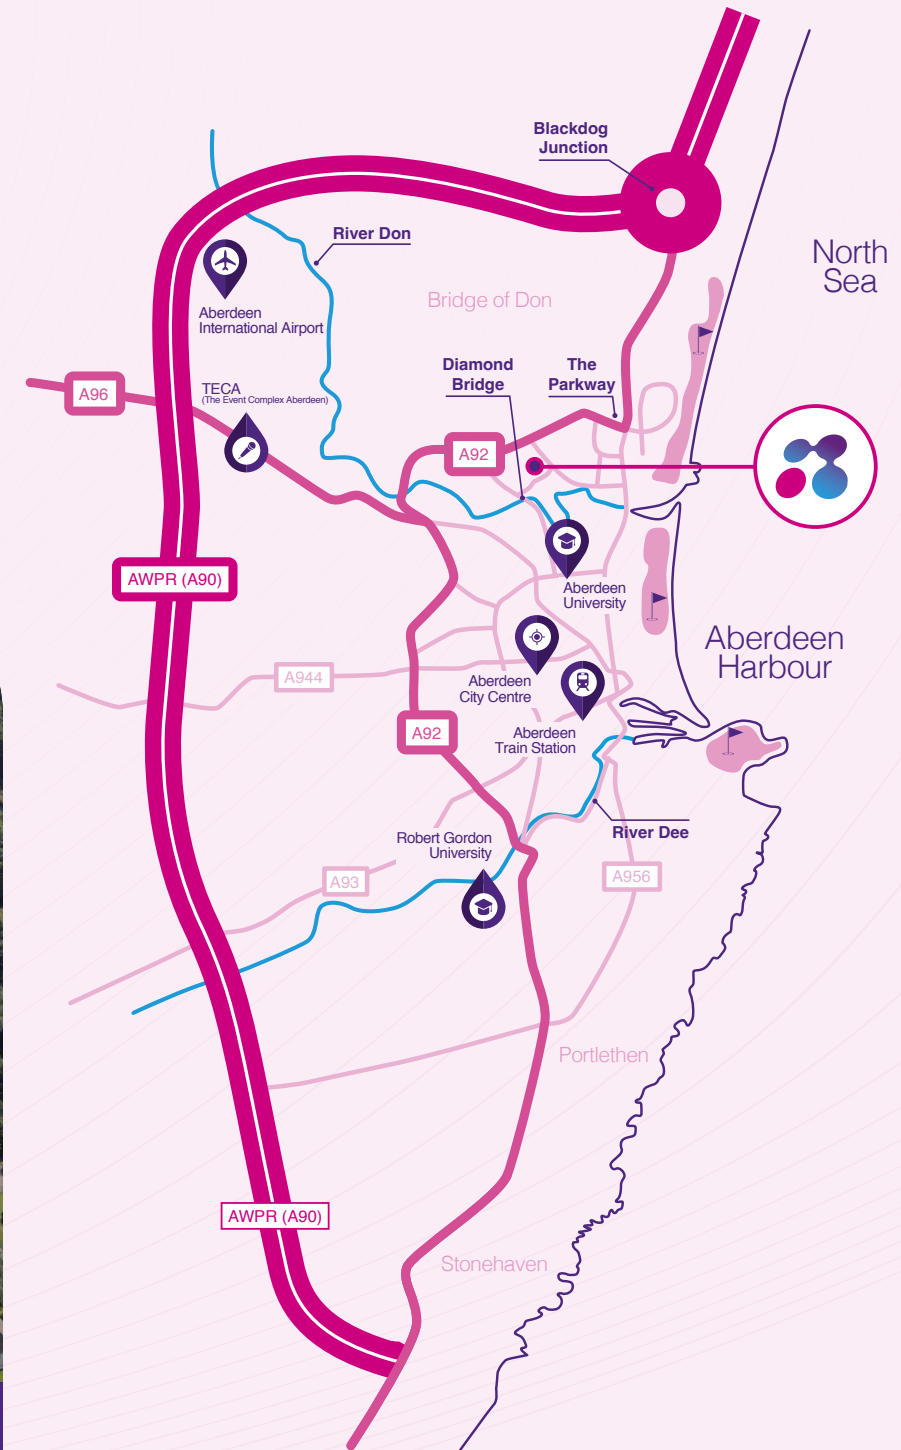 Blackdog
Junction
River Don
North
Sea
Aberdeen
International Airport
Bridge of Don
Diamond
Bridge
The
Parkway
A96
TECA
(The Event Complex Aberdeen)
A92
AWPR (A90)
Aberdeen
University
Aberdeen
Harbour
A944
Aberdeen
City Centre
A92
Aberdeen
Train Station
River Dee
Robert Gordon
University
A93
A956
Portlethen
AWPR (A90)
Stonehaven